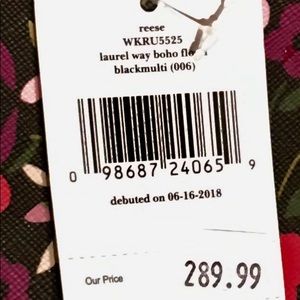 reese
WKRU5525
laurel way boho
blackmulti (006)
0 98687 24065 9
debuted on 06-16-2018
Our Price 289.99